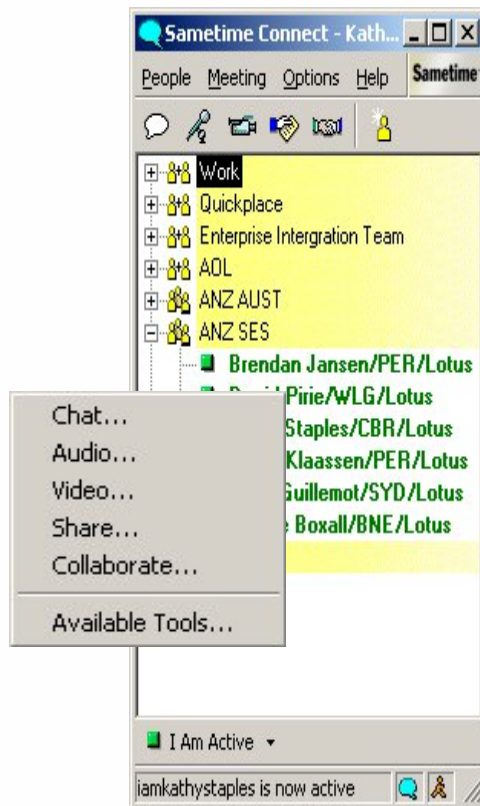 Sametime Connect - Kath...
People Meeting Options Help Sametime
Work
Quickplace
Enterprise Intergration Team
AOL
ANZ AUST
ANZ SES
Brendan Jansen/PER/Lotus
Pirie/WLG/Lotus
Staples/CBR/Lotus
Klaassen/PER/Lotus
Guillemot/SYD/Lotus
Boxall/BNE/Lotus
Chat...
Audio...
Video...
Share...
Collaborate...
Available Tools...
I Am Active
iamkathystaples is now active